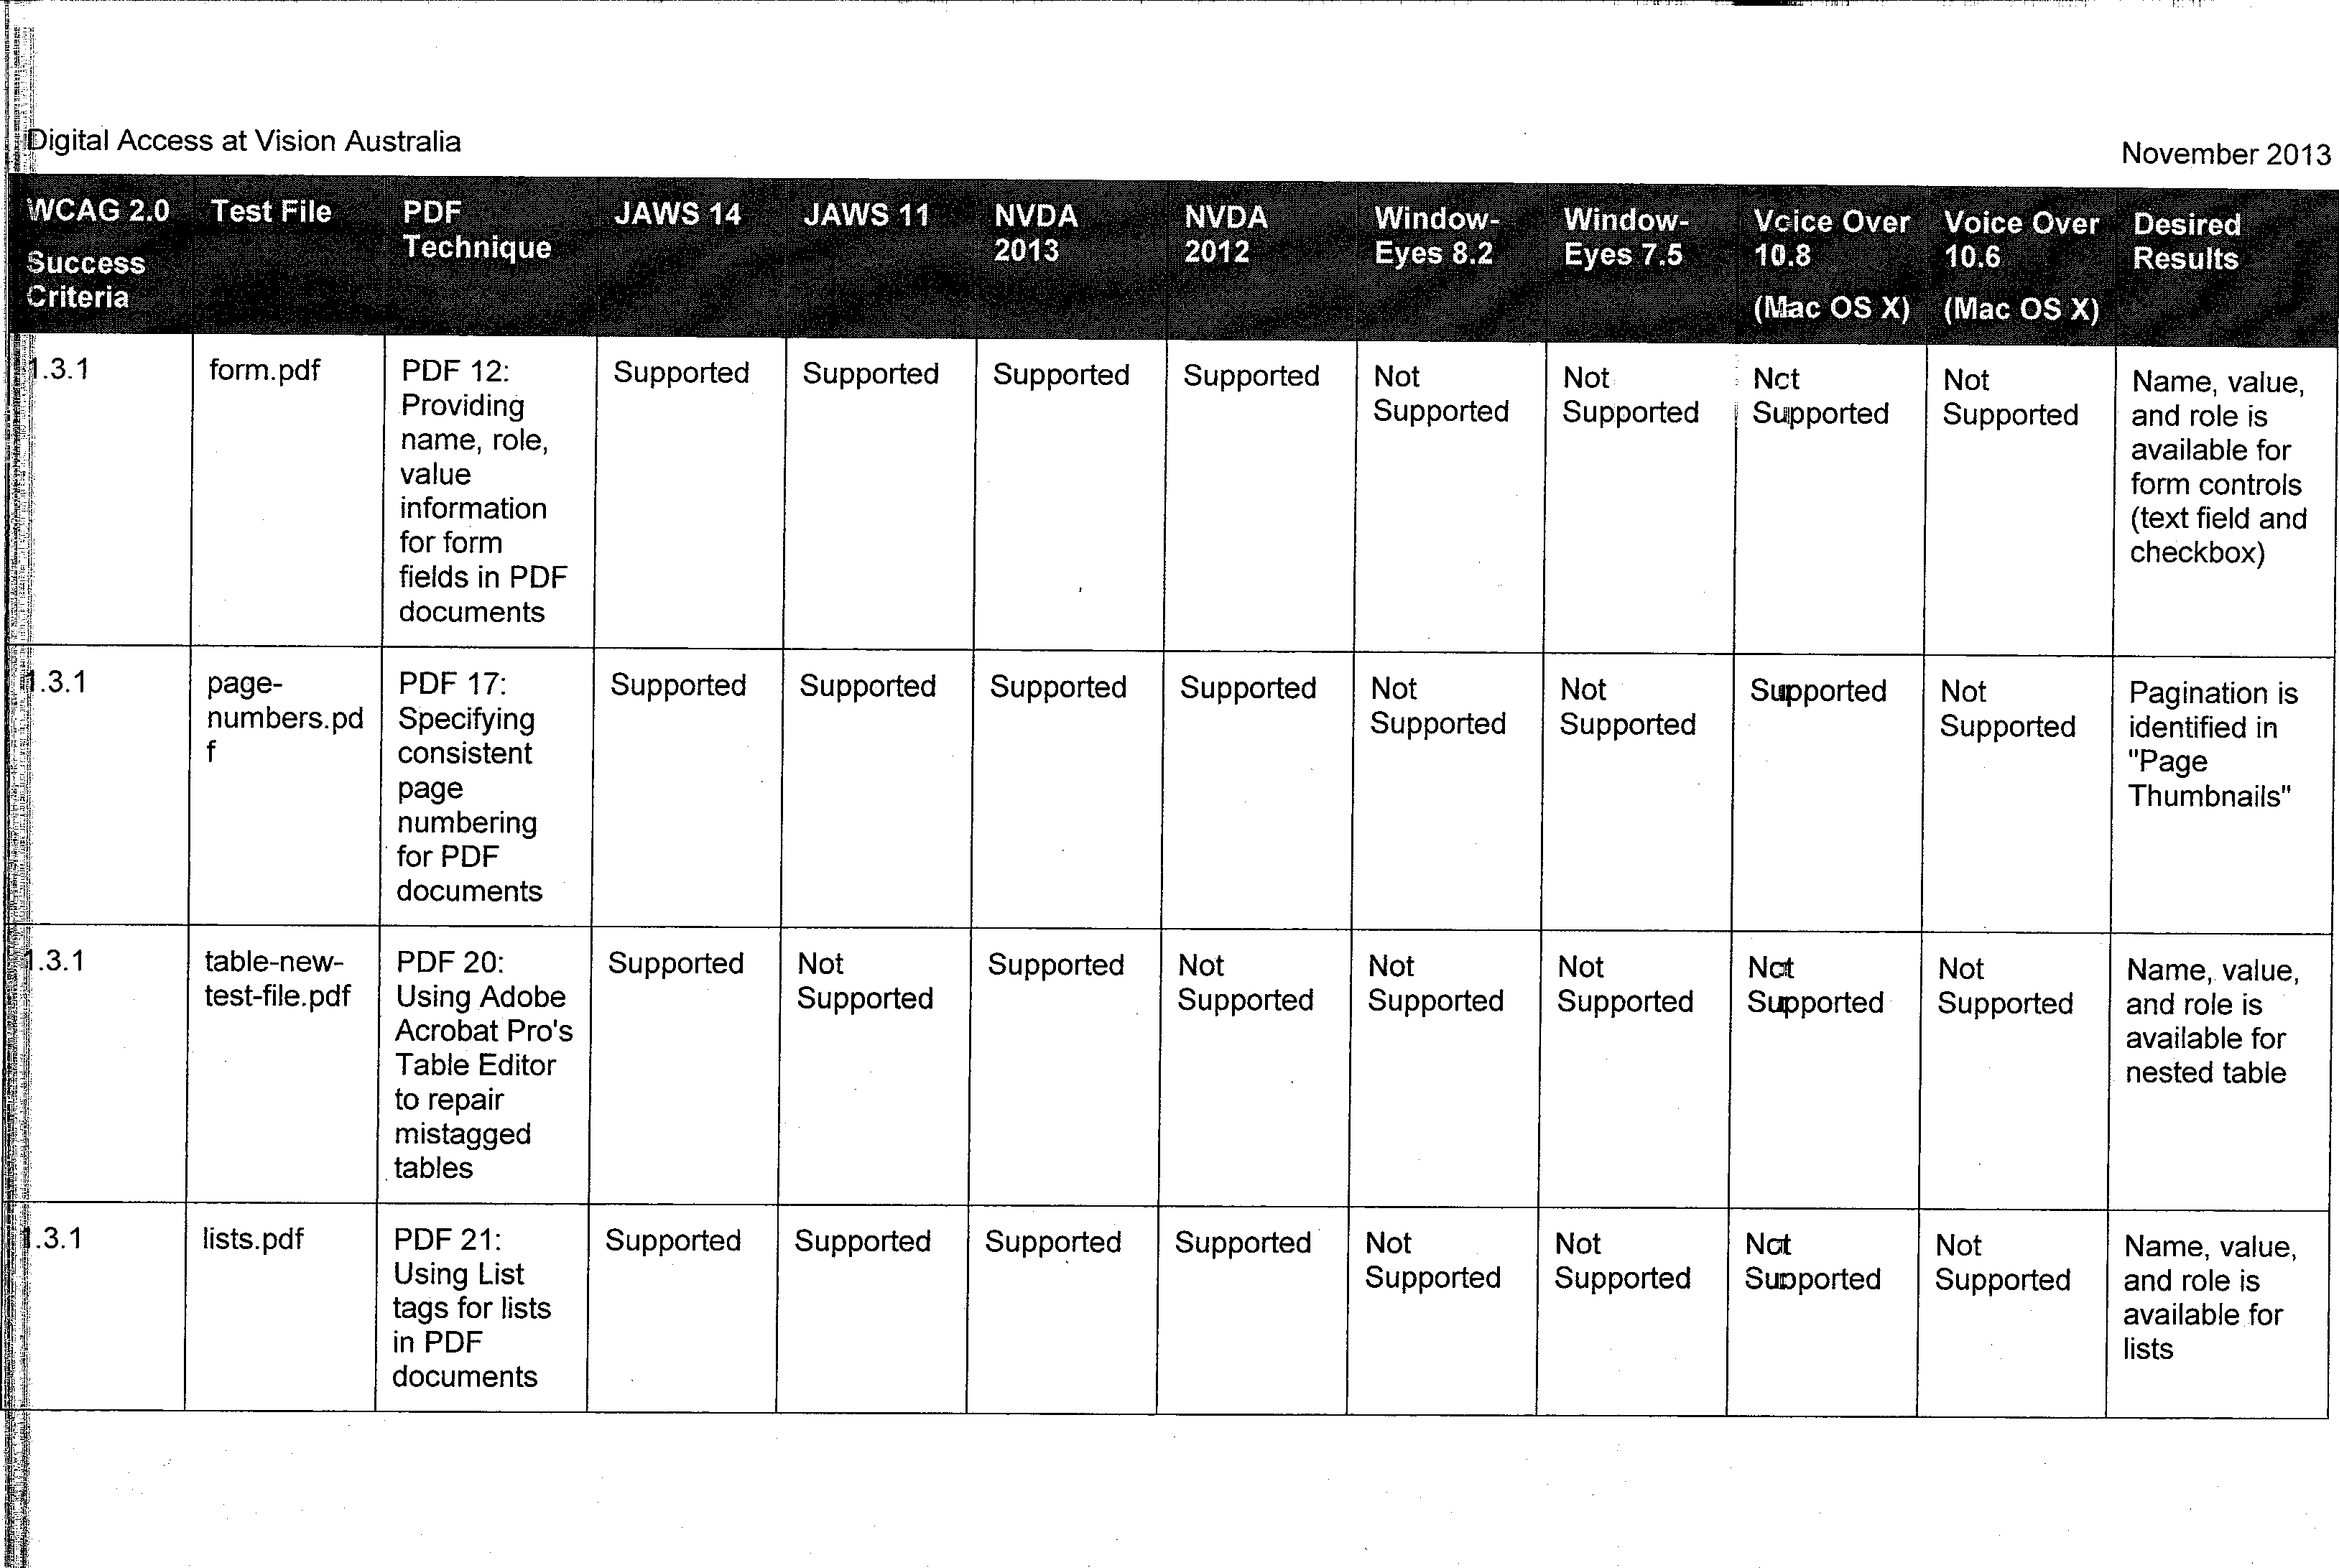 Digital Access at Vision Australia
November 2013
WCAG 2.0 Success Criteria | Test File | PDF Technique | JAWS 14 | JAWS 11 | NVDA 2013 | NVDA 2012 | Window-Eyes 8.2 | Window-Eyes 7.5 | Voice Over 10.8 (Mac OS X) | Voice Over 10.6 (Mac OS X) | Desired Results
1.3.1 | form.pdf | PDF 12: Providing name, role, value information for form fields in PDF documents | Supported | Supported | Supported | Supported | Not Supported | Not Supported | Not Supported | Not Supported | Name, value, and role is available for form controls (text field and checkbox)
1.3.1 | page-numbers.pdf | PDF 17: Specifying consistent page numbering for PDF documents | Supported | Supported | Supported | Supported | Not Supported | Not Supported | Supported | Not Supported | Pagination is identified in "Page Thumbnails"
1.3.1 | table-new-test-file.pdf | PDF 20: Using Adobe Acrobat Pro's Table Editor to repair mistagged tables | Supported | Not Supported | Supported | Not Supported | Not Supported | Not Supported | Not Supported | Not Supported | Name, value, and role is available for nested table
1.3.1 | lists.pdf | PDF 21: Using List tags for lists in PDF documents | Supported | Supported | Supported | Supported | Not Supported | Not Supported | Not Supported | Not Supported | Name, value, and role is available for lists